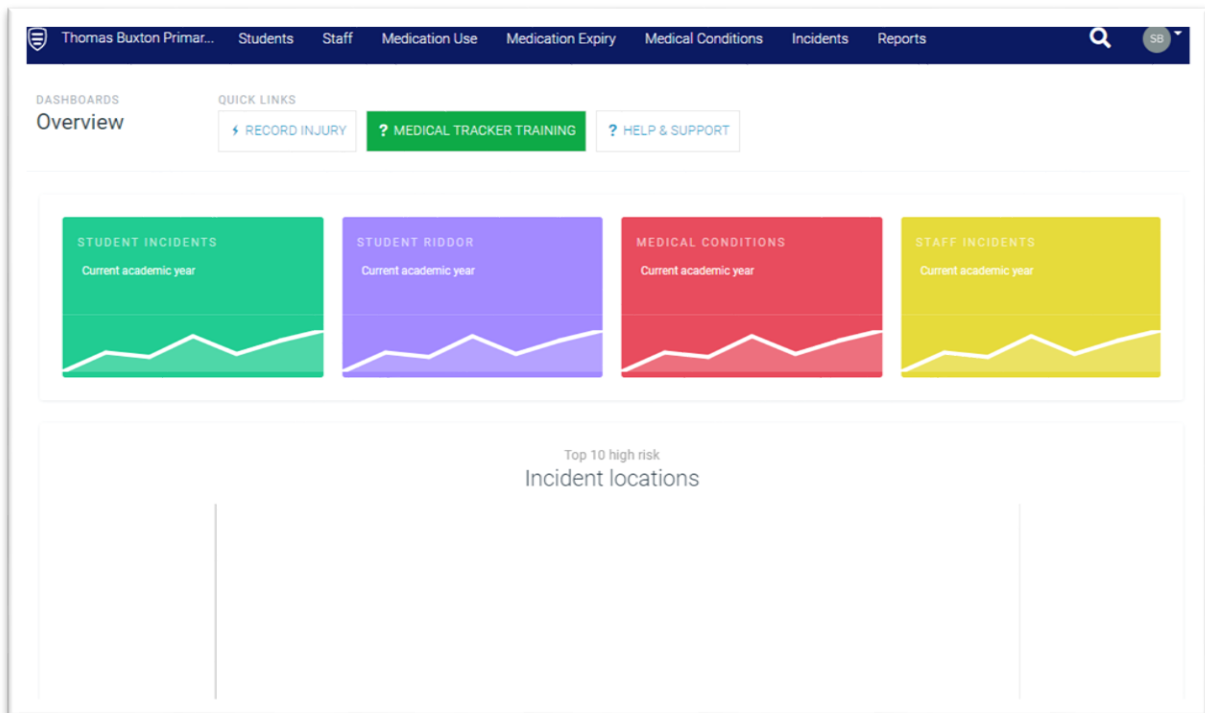 Thomas Buxton Primar... Students Staff Medication Use Medication Expiry Medical Conditions Incidents Reports SB
DASHBOARDS
Overview
QUICK LINKS
RECORD INJURY ? MEDICAL TRACKER TRAINING ? HELP & SUPPORT
STUDENT INCIDENTS
Current academic year
STUDENT RIDDOR
Current academic year
MEDICAL CONDITIONS
Current academic year
STAFF INCIDENTS
Current academic year
Top 10 high risk
Incident locations